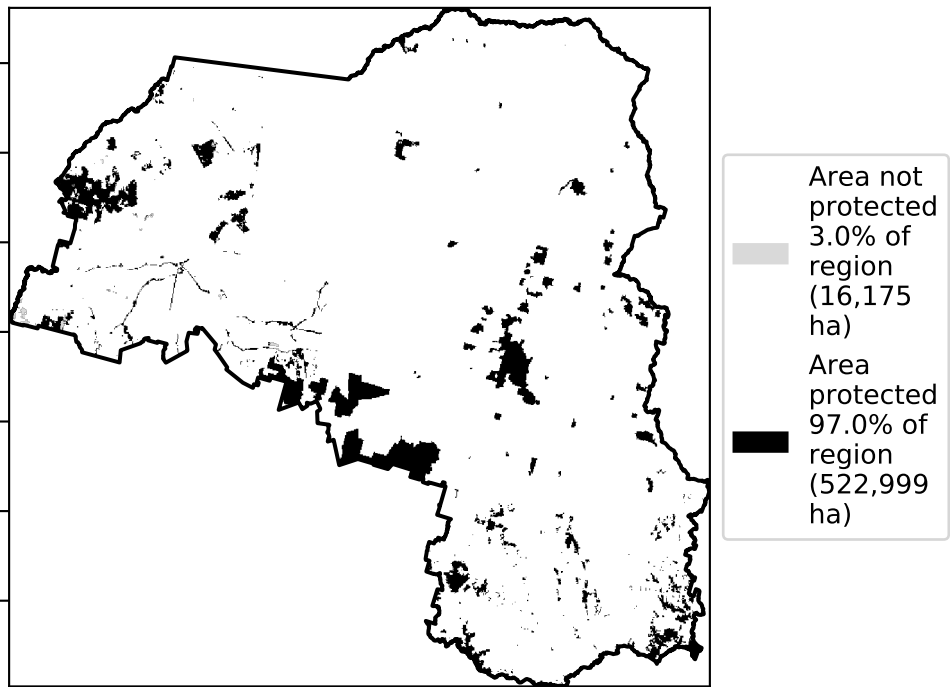 Area not
protected
3.0% of
region
(16,175
ha)
Area
protected
97.0% of
region
(522,999
ha)